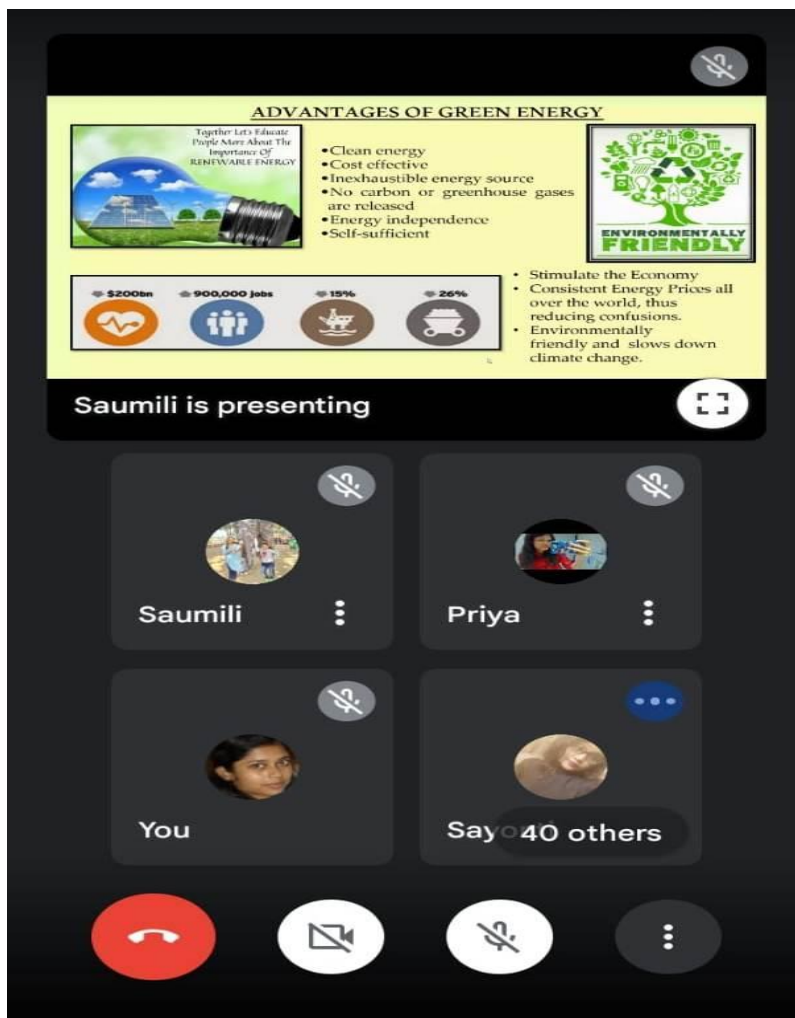 ADVANTAGES OF GREEN ENERGY
Together Let's Educate
People More About The
Importance Of
RENEWABLE ENERGY
•Clean energy
•Cost effective
•Inexhaustible energy source
•No carbon or greenhouse gases
are released
•Energy independence
•Self-sufficient
ENVIRONMENTALLY
FRIENDLY
$200bn
900,000 jobs
15%
26%
• Stimulate the Economy
• Consistent Energy Prices all
over the world, thus
reducing confusions.
• Environmentally
friendly and slows down
climate change.
Saumili is presenting
Saumili
Priya
You
40 others